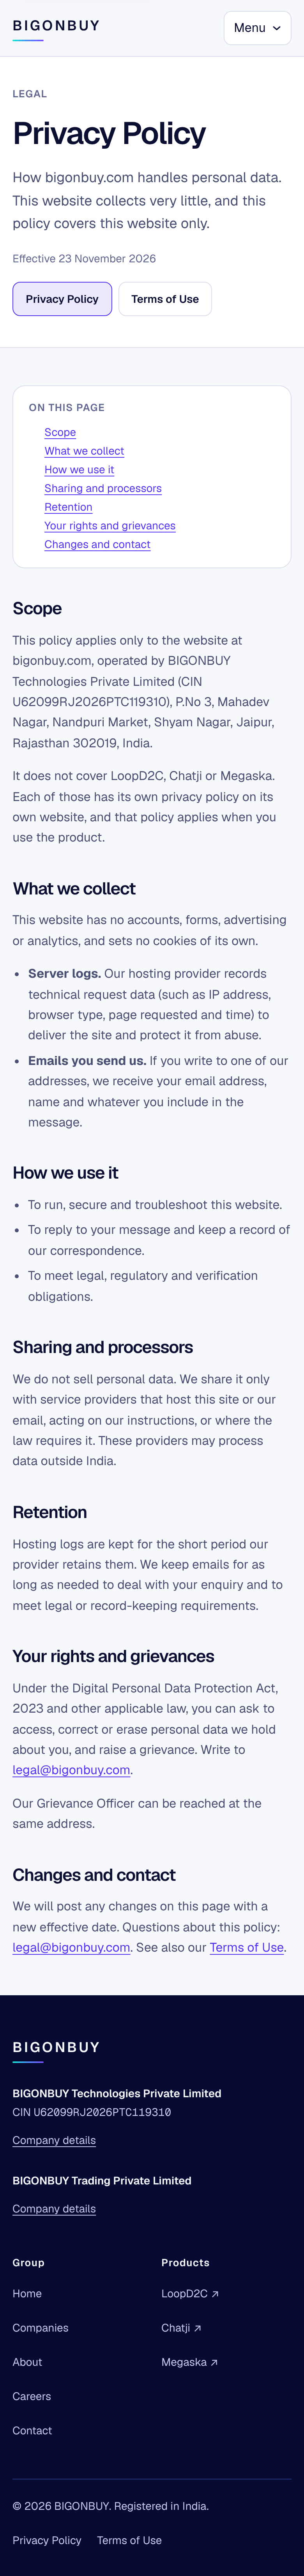 BIGONBUY
Menu
LEGAL
Privacy Policy
How bigonbuy.com handles personal data.
This website collects very little, and this
policy covers this website only.
Effective 23 November 2026
Privacy Policy
Terms of Use
ON THIS PAGE
Scope
What we collect
How we use it
Sharing and processors
Retention
Your rights and grievances
Changes and contact
Scope
This policy applies only to the website at
bigonbuy.com, operated by BIGONBUY
Technologies Private Limited (CIN
U62099RJ2026PTC119310), P.No 3, Mahadev
Nagar, Nandpuri Market, Shyam Nagar, Jaipur,
Rajasthan 302019, India.
It does not cover LoopD2C, Chatji or Megaska.
Each of those has its own privacy policy on its
own website, and that policy applies when you
use the product.
What we collect
This website has no accounts, forms, advertising
or analytics, and sets no cookies of its own.
• Server logs. Our hosting provider records
technical request data (such as IP address,
browser type, page requested and time) to
deliver the site and protect it from abuse.
• Emails you send us. If you write to one of our
addresses, we receive your email address,
name and whatever you include in the
message.
How we use it
• To run, secure and troubleshoot this website.
• To reply to your message and keep a record of
our correspondence.
• To meet legal, regulatory and verification
obligations.
Sharing and processors
We do not sell personal data. We share it only
with service providers that host this site or our
email, acting on our instructions, or where the
law requires it. These providers may process
data outside India.
Retention
Hosting logs are kept for the short period our
provider retains them. We keep emails for as
long as needed to deal with your enquiry and to
meet legal or record-keeping requirements.
Your rights and grievances
Under the Digital Personal Data Protection Act,
2023 and other applicable law, you can ask to
access, correct or erase personal data we hold
about you, and raise a grievance. Write to
legal@bigonbuy.com.
Our Grievance Officer can be reached at the
same address.
Changes and contact
We will post any changes on this page with a
new effective date. Questions about this policy:
legal@bigonbuy.com. See also our Terms of Use.
BIGONBUY
BIGONBUY Technologies Private Limited
CIN U62099RJ2026PTC119310
Company details
BIGONBUY Trading Private Limited
Company details
Group
Home
Companies
About
Careers
Contact
Products
LoopD2C ↗
Chatji ↗
Megaska ↗
© 2026 BIGONBUY. Registered in India.
Privacy Policy
Terms of Use